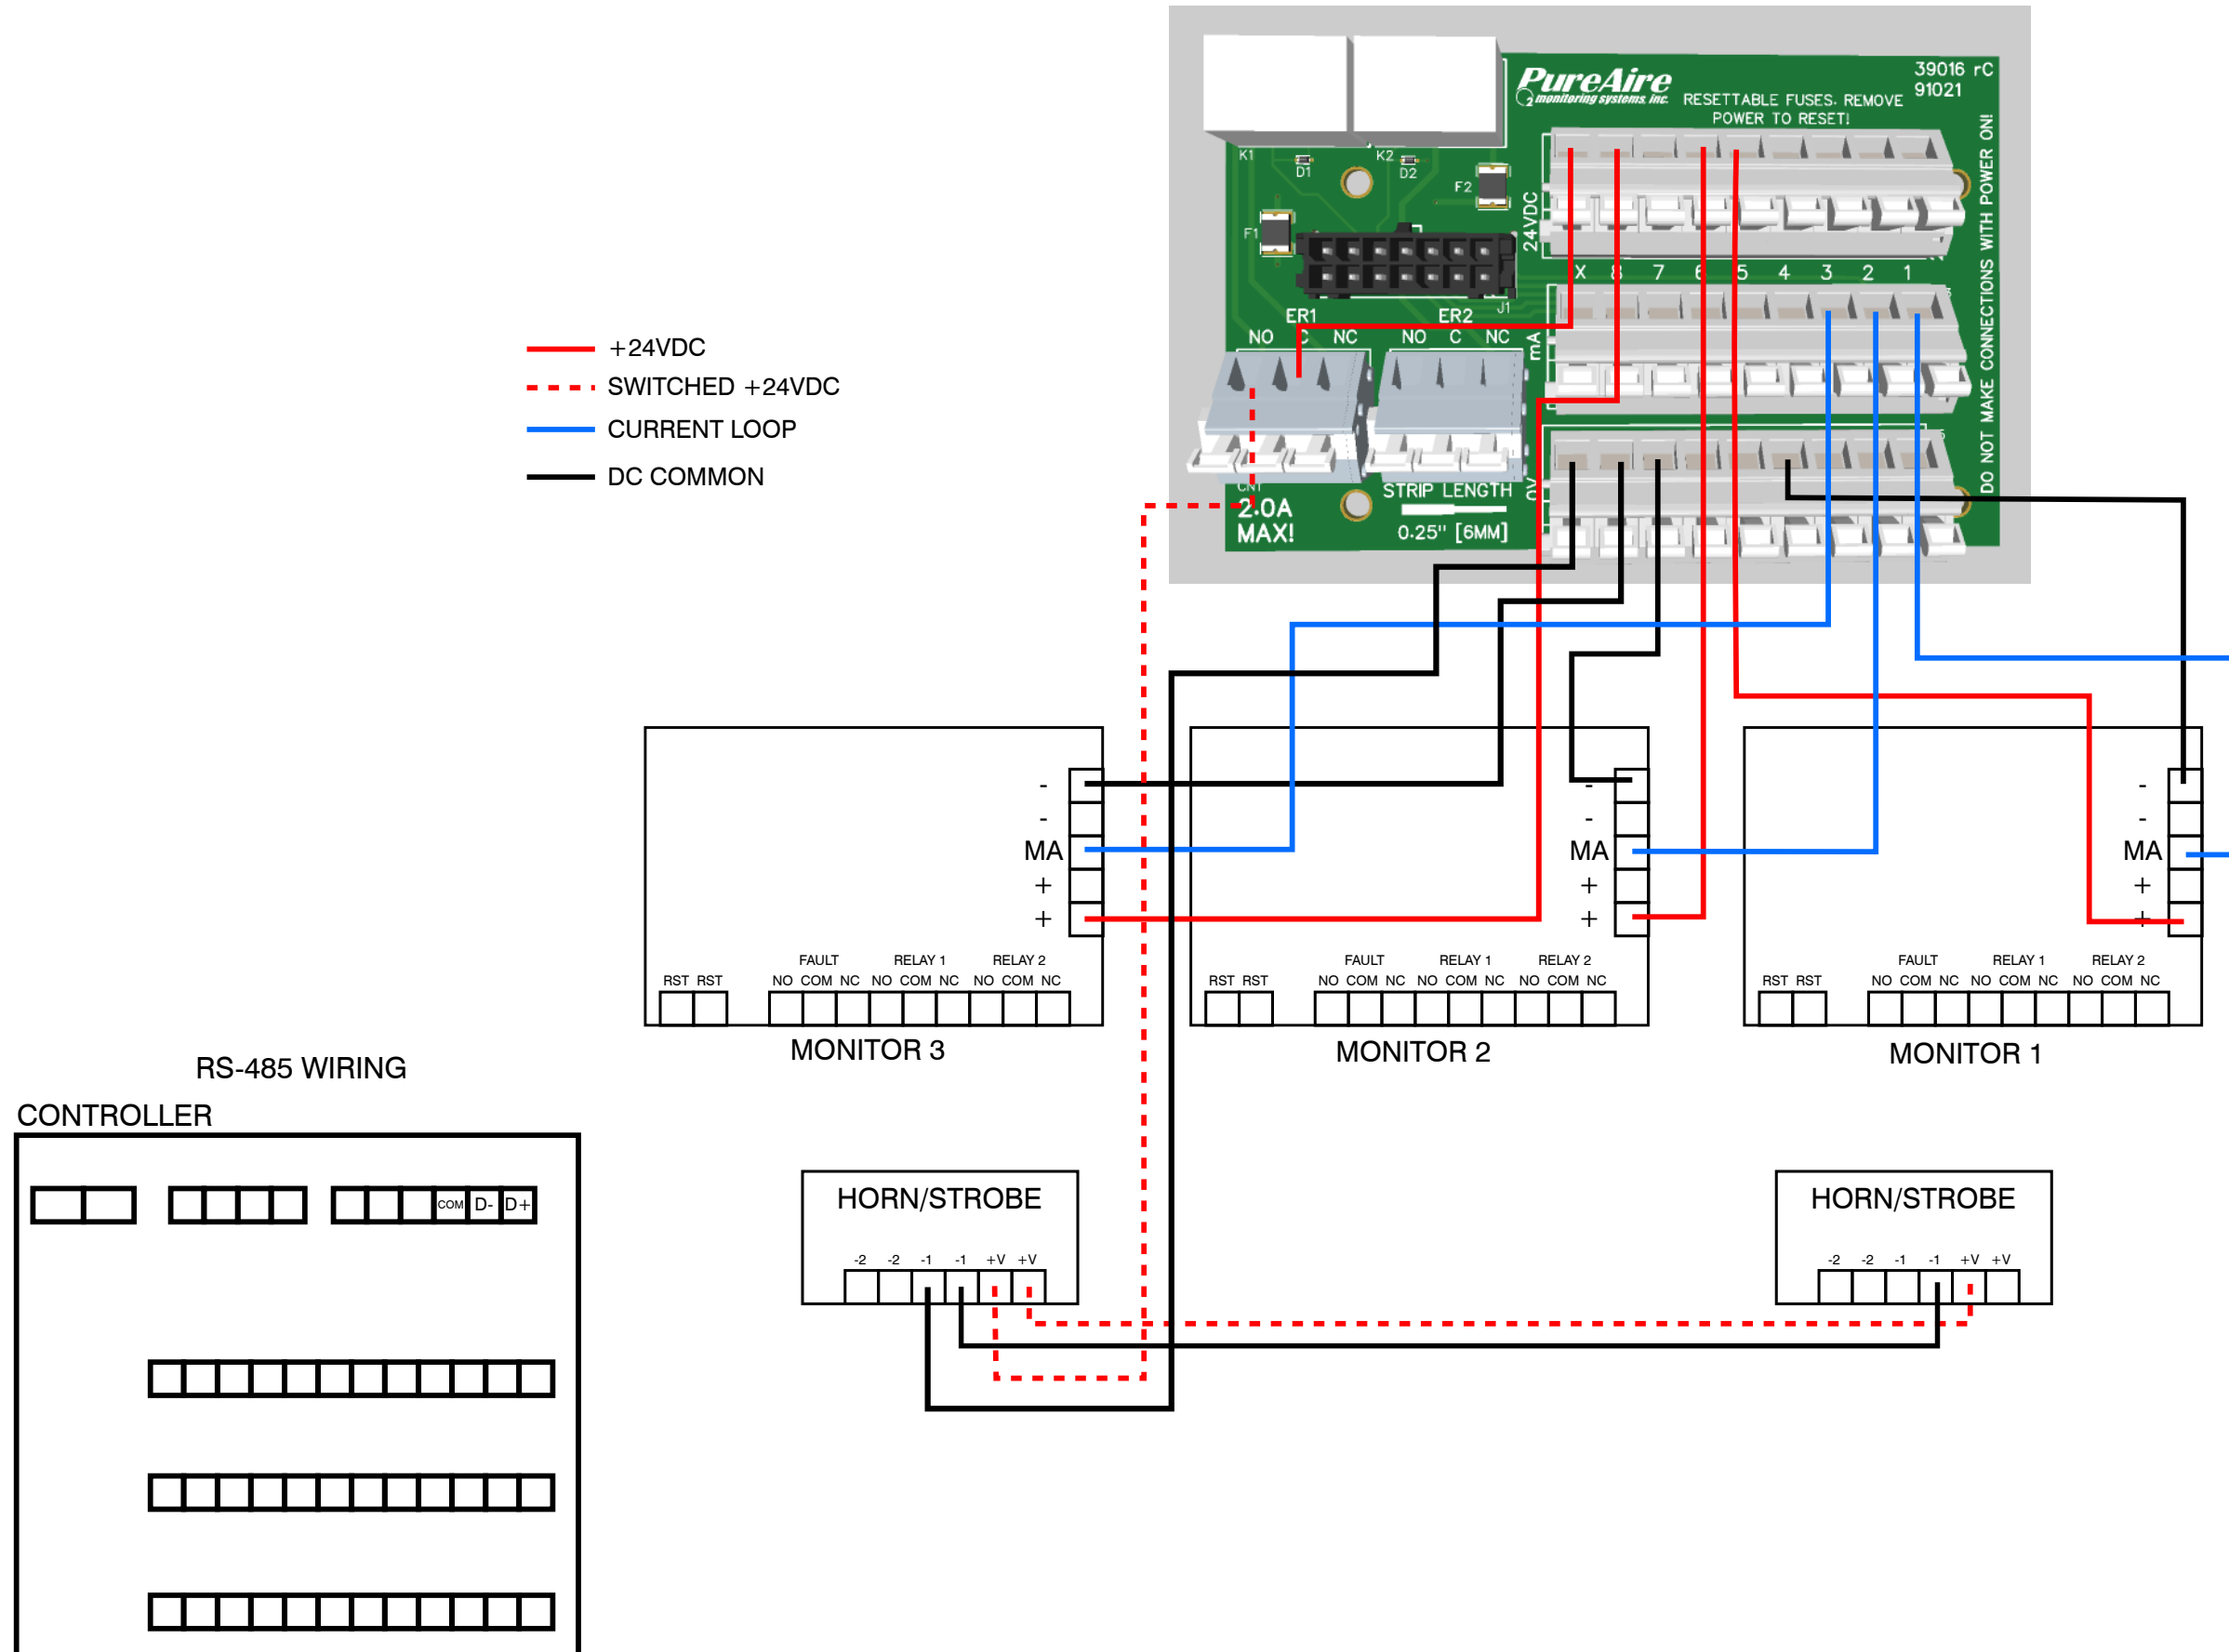 PureAire
O2 monitoring systems, inc.
39016 rC
91021
RESETTABLE FUSES. REMOVE
POWER TO RESET!
DO NOT MAKE CONNECTIONS WITH POWER ON!
K1
D1
K2
D2
F2
F1
24VDC
X 8 7 6 5 4 3 2 1
J1
ER1
ER2
NO C NC
NO C NC
mA
0V
CN1
2.0A
MAX!
STRIP LENGTH
0.25" [6MM]
+24VDC
SWITCHED +24VDC
CURRENT LOOP
DC COMMON
-
-
MA
+
+
FAULT RELAY 1 RELAY 2
RST RST NO COM NC NO COM NC NO COM NC
MONITOR 3
-
-
MA
+
+
FAULT RELAY 1 RELAY 2
RST RST NO COM NC NO COM NC NO COM NC
MONITOR 2
-
-
MA
+
+
FAULT RELAY 1 RELAY 2
RST RST NO COM NC NO COM NC NO COM NC
MONITOR 1
RS-485 WIRING
CONTROLLER
COM D- D+
HORN/STROBE
-2 -2 -1 -1 +V +V
HORN/STROBE
-2 -2 -1 -1 +V +V